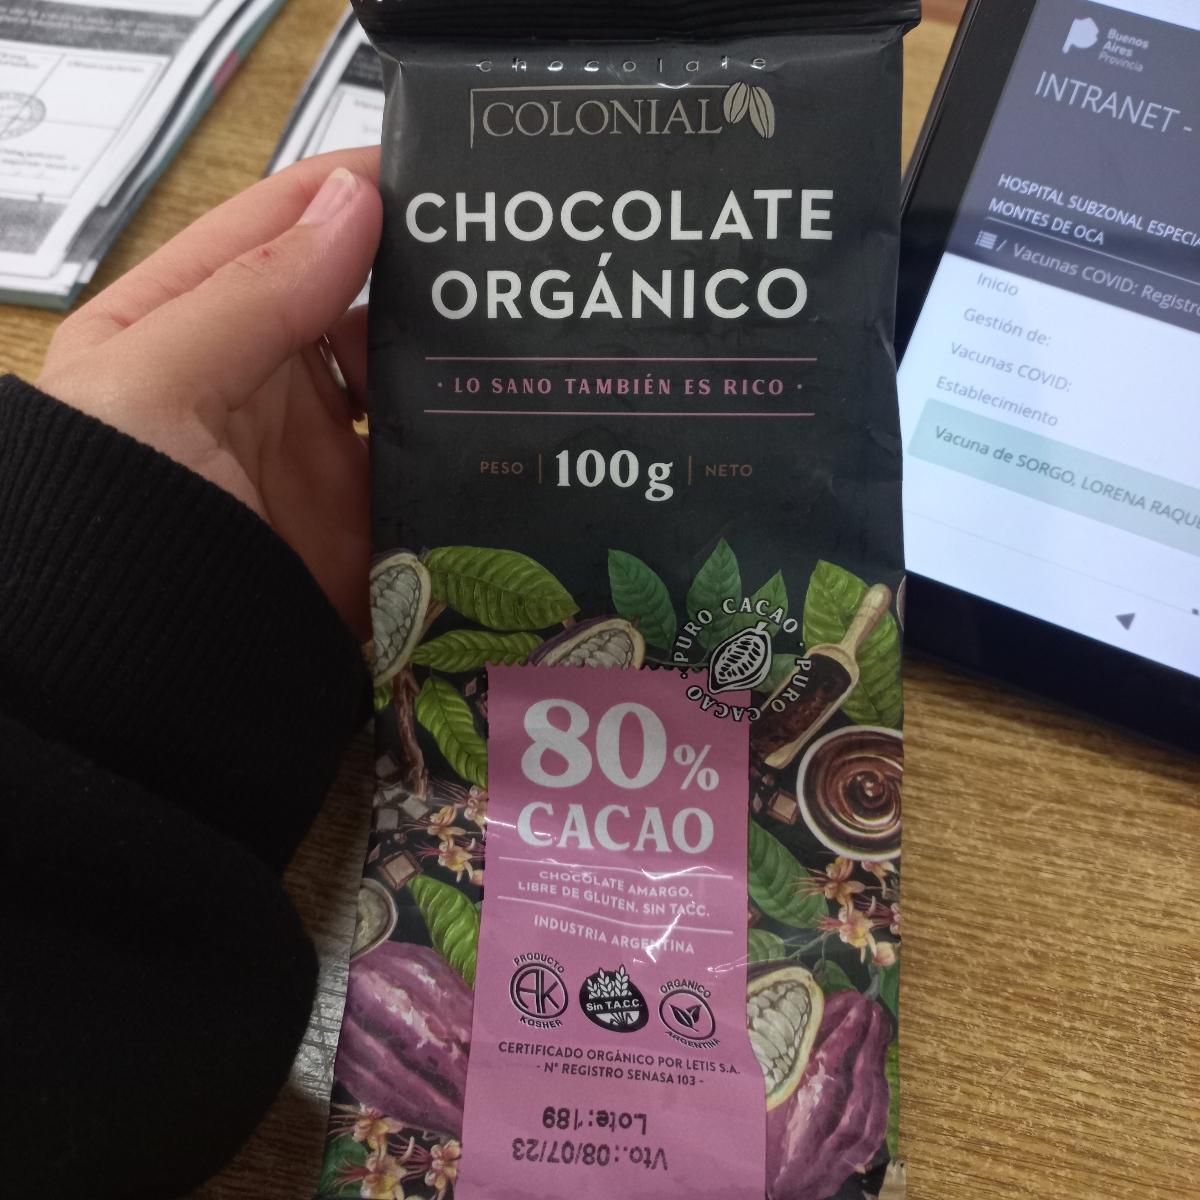 chocolate
COLONIAL
CHOCOLATE
ORGÁNICO
· LO SANO TAMBIÉN ES RICO ·
PESO | 100g | NETO
PURO CACAO · PURO CACAO ·
80%
CACAO
CHOCOLATE AMARGO.
LIBRE DE GLUTEN, SIN TACC.
INDUSTRIA ARGENTINA
PRODUCTO
AK
KOSHER
Sin T.A.C.C.
ORGANICO
ARGENTINA
CERTIFICADO ORGÁNICO POR LETIS S.A.
- N° REGISTRO SENASA 103 -
Lote:189
Vto.:08/07/23
Buenos
Aires
Provincia
INTRANET -
HOSPITAL SUBZONAL
MONTES DE OCA
/ Vacunas COVID: Registro
Inicio
Gestión de:
Vacunas COVID:
Establecimiento
Vacuna de SORGO, LORENA